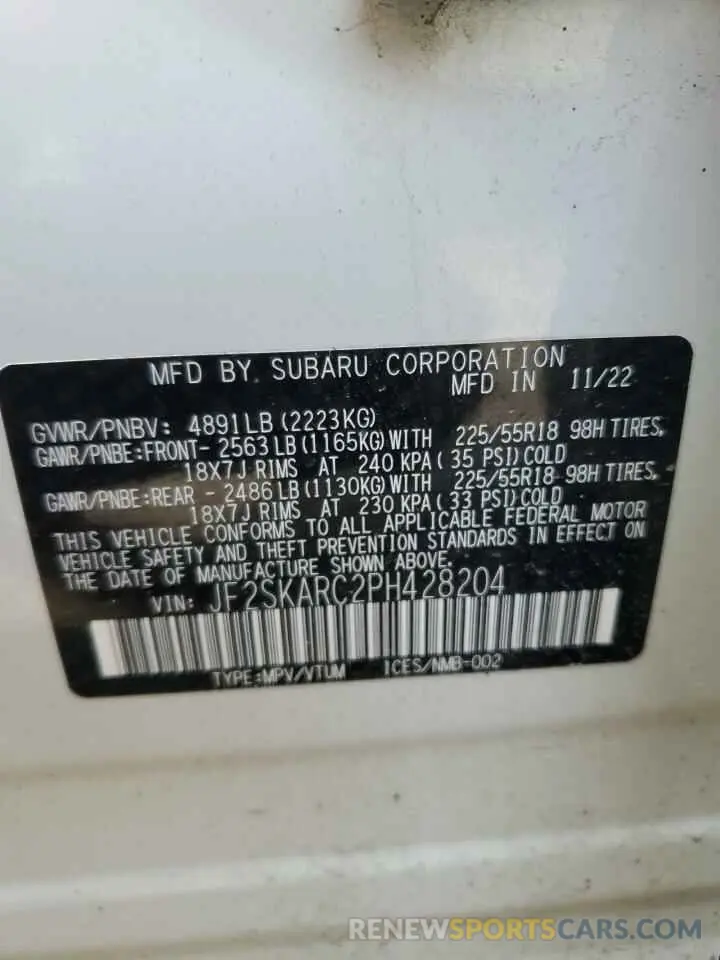 MFD BY SUBARU CORPORATION
MFD IN 11/22
GVWR/PNBV: 4891LB (2223KG)
GAWR/PNBE:FRONT- 2563LB (1165KG) WITH 225/55R18 98H TIRES,
18X7J RIMS AT 240 KPA ( 35 PSI) COLD
GAWR/PNBE:REAR - 2486LB (1130KG) WITH 225/55R18 98H TIRES,
18X7J RIMS AT 230 KPA ( 33 PSI) COLD
THIS VEHICLE CONFORMS TO ALL APPLICABLE FEDERAL MOTOR
VEHICLE SAFETY AND THEFT PREVENTION STANDARDS IN EFFECT ON
THE DATE OF MANUFACTURE SHOWN ABOVE.
VIN: JF2SKARC2PH428204
TYPE:MPV/VTUM ICES/NMB-002
RENEWSPORTSCARS.COM